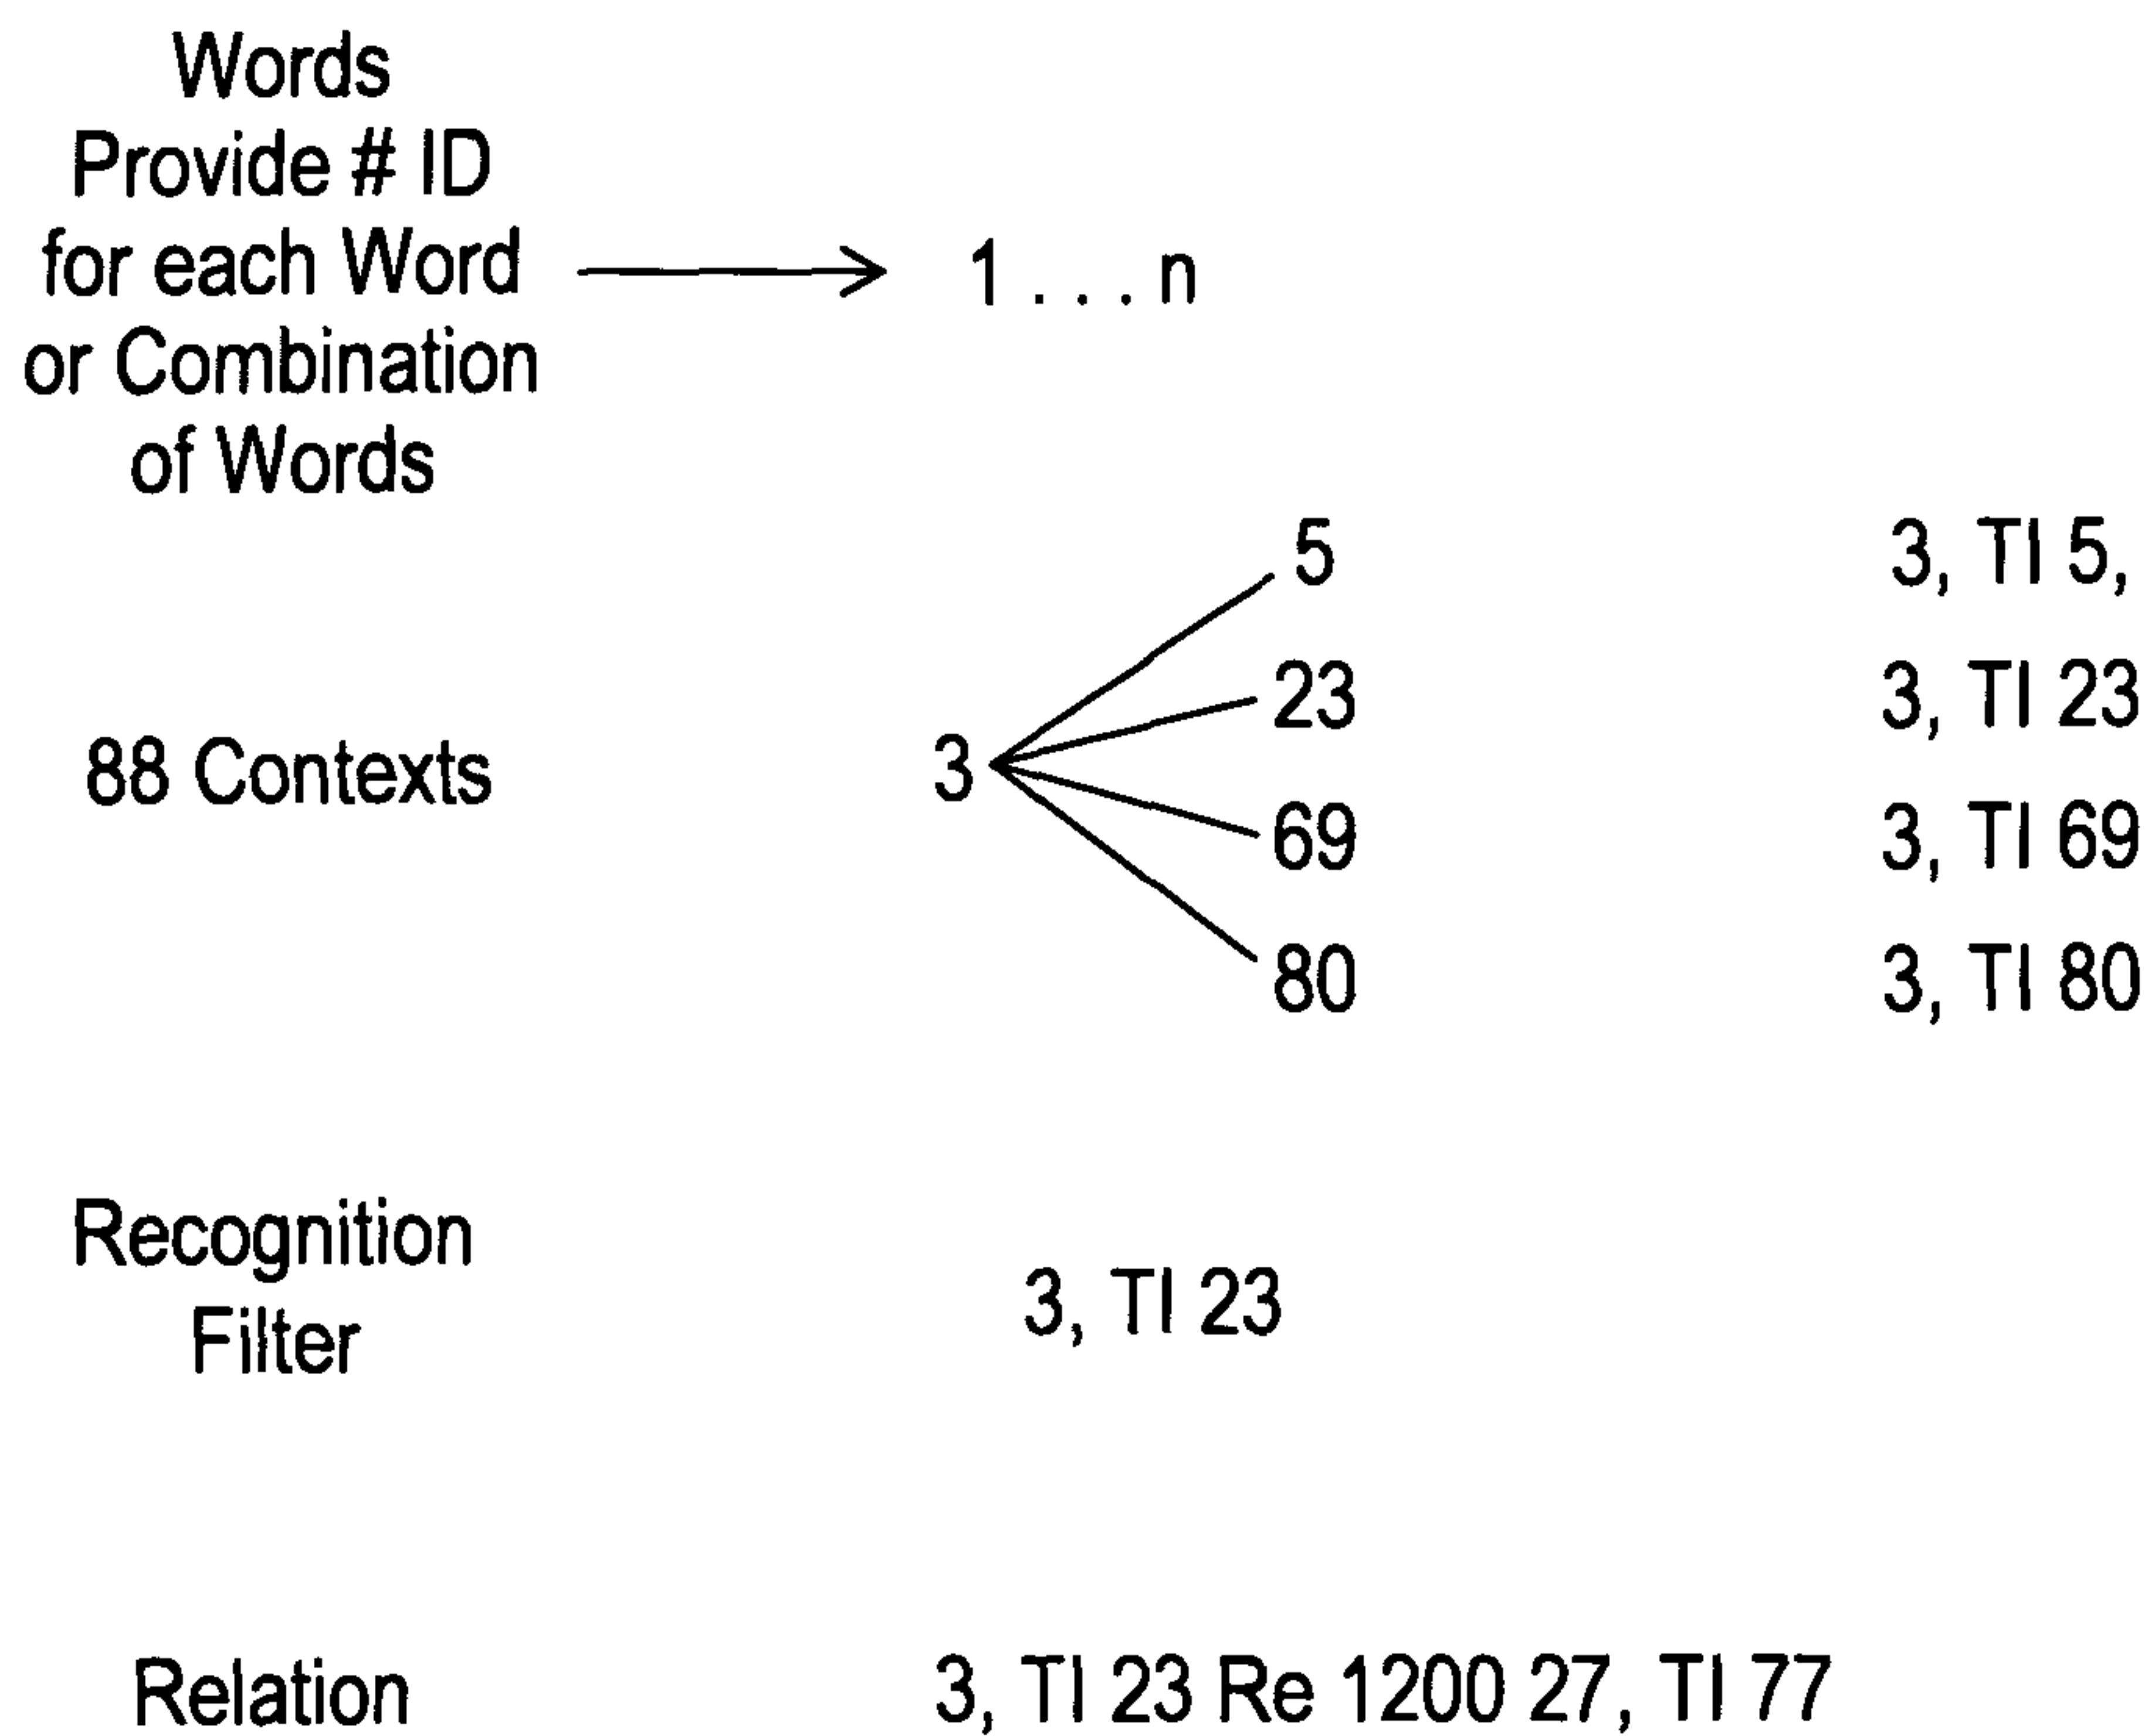 Words
Provide # ID
for each Word
or Combination
of Words
1 . . . n
88 Contexts
3
5
23
69
80
3, TI 5,
3, TI 23
3, TI 69
3, TI 80
Recognition
Filter
3, TI 23
Relation
3, TI 23 Re 1200 27, TI 77